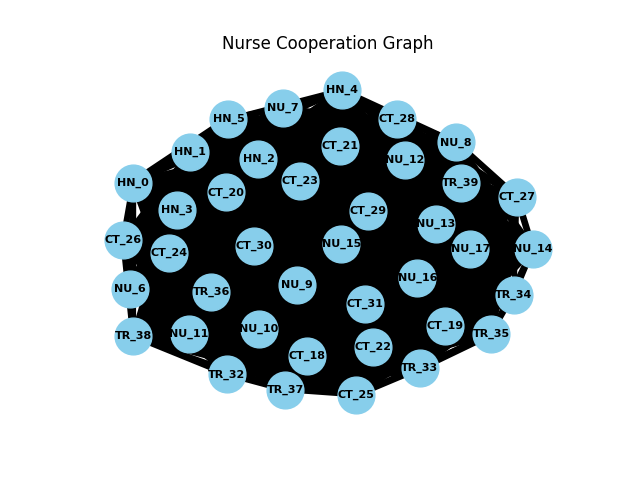 Nurse Cooperation Graph
HN_4
NU_7
HN_5
CT_28
NU_8
CT_21
HN_1
HN_2
NU_12
CT_23
HN_0
TR_39
CT_20
CT_27
HN_3
CT_29
NU_13
CT_26
CT_30
NU_15
CT_24
NU_17
NU_14
NU_16
NU_9
NU_6
TR_36
TR_34
CT_31
CT_19
NU_10
NU_11
TR_38
TR_35
CT_22
CT_18
TR_33
TR_32
TR_37
CT_25